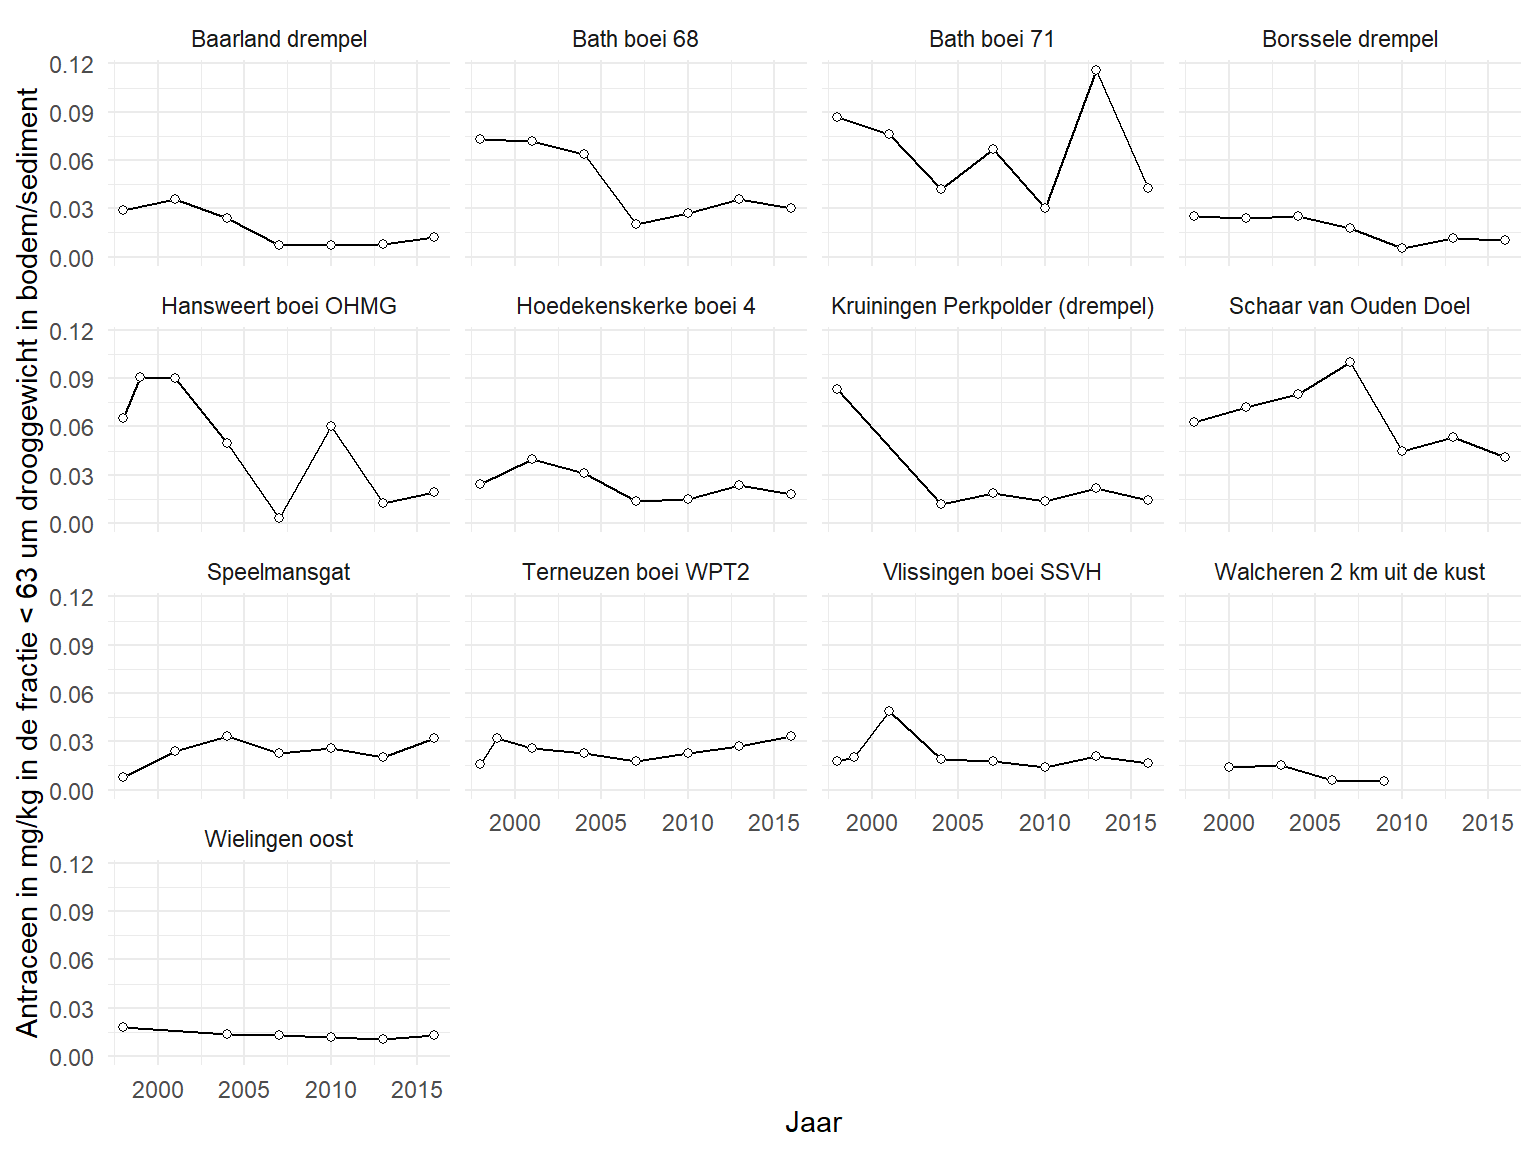 Antraceen in mg/kg in de fractie < 63 um drooggewicht in bodem/sediment
Baarland drempel
Bath boei 68
Bath boei 71
Borssele drempel
0.12
0.09
0.06
0.03
0.00
Hansweert boei OHMG
Hoedekenskerke boei 4
Kruiningen Perkpolder (drempel)
Schaar van Ouden Doel
0.12
0.09
0.06
0.03
0.00
Speelmansgat
Terneuzen boei WPT2
Vlissingen boei SSVH
Walcheren 2 km uit de kust
0.12
0.09
0.06
0.03
0.00
2000 2005 2010 2015
2000 2005 2010 2015
2000 2005 2010 2015
Wielingen oost
0.12
0.09
0.06
0.03
0.00
2000 2005 2010 2015
Jaar